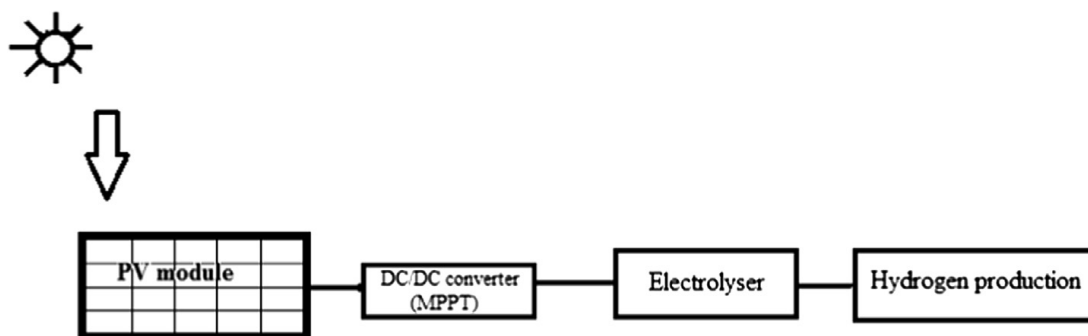 PV module
DC/DC converter
(MPPT)
Electrolyser
Hydrogen production